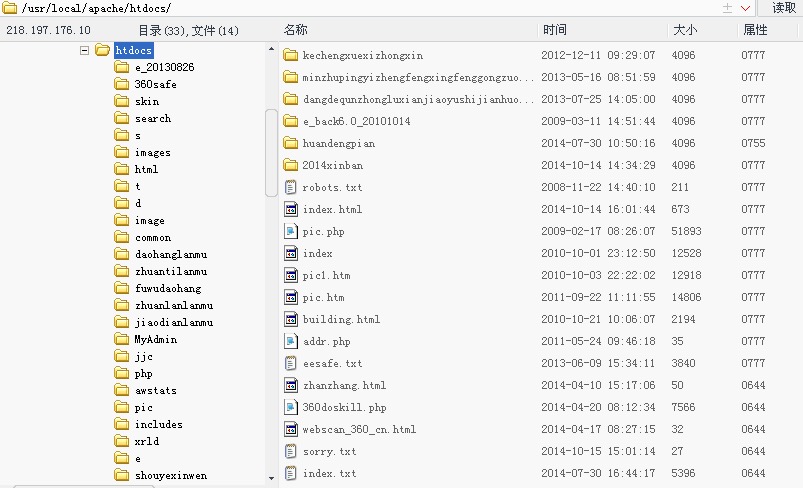 /usr/local/apache/htdocs/ 读取
218.197.176.10 目录(33),文件(14) 名称 时间 大小 属性
htdocs
e_20130826
360safe
skin
search
s
images
html
t
d
image
common
daohanglanmu
zhuantilanmu
fuwudaohang
zhuanlanlanmu
jiaodianlanmu
MyAdmin
jjc
php
awstats
pic
includes
xrld
e
shouyexinwen
kechengxuexizhongxin 2012-12-11 09:29:07 4096 0777
minzhupingyizhengfengxingfenggongzuo... 2013-05-16 08:51:59 4096 0777
dangdequnzhongluxianjiaoyushijianhuo... 2013-07-25 14:05:00 4096 0777
e_back6.0_20101014 2009-03-11 14:51:44 4096 0777
huandengpian 2014-07-30 10:50:16 4096 0755
2014xinban 2014-10-14 14:34:29 4096 0777
robots.txt 2008-11-22 14:40:10 211 0777
index.html 2014-10-14 16:01:44 673 0777
pic.php 2009-02-17 08:26:07 51893 0777
index 2010-10-01 23:12:50 12528 0777
pic1.htm 2010-10-03 22:22:02 12918 0777
pic.htm 2011-09-22 11:11:55 14806 0777
building.html 2010-10-21 10:06:07 2194 0777
addr.php 2011-05-24 09:46:18 35 0777
eesafe.txt 2013-06-09 15:34:11 3840 0777
zhanzhang.html 2014-04-10 15:17:06 50 0644
360doskill.php 2014-04-20 08:12:34 7566 0644
webscan_360_cn.html 2014-04-17 08:27:15 32 0644
sorry.txt 2014-10-15 15:01:14 27 0644
index.txt 2014-07-30 16:44:17 5396 0644